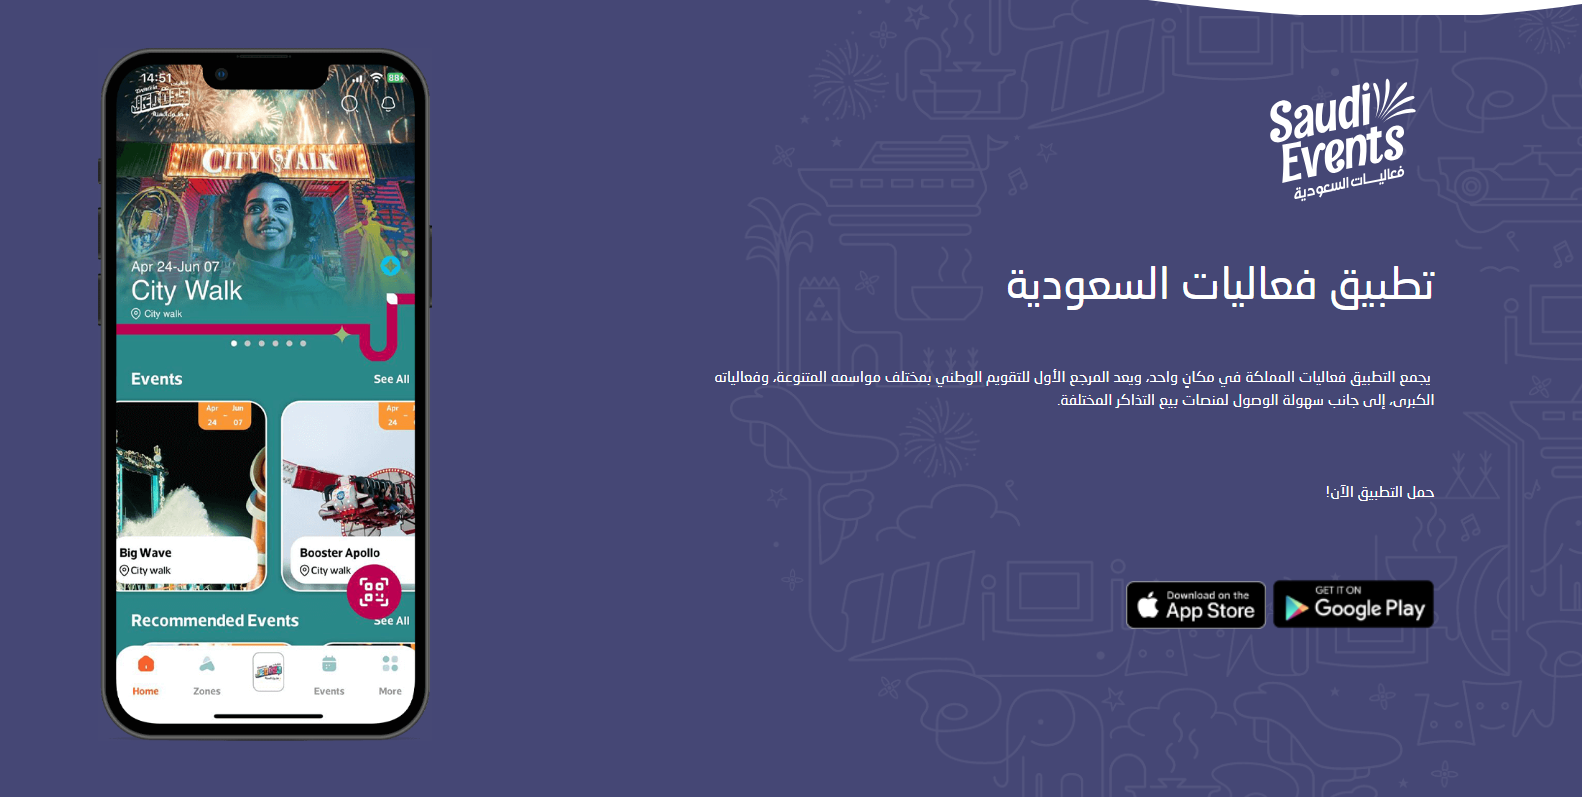 Saudi
Events
فعاليات السعودية
تطبيق فعاليات السعودية
يجمع التطبيق فعاليات المملكة في مكانٍ واحد، ويعد المرجع الأول للتقويم الوطني بمختلف مواسمه المتنوعة، وفعالياته
الكبرى، إلى جانب سهولة الوصول لمنصات بيع التذاكر المختلفة.
حمل التطبيق الآن!
Download on the
App Store
GET IT ON
Google Play
14:51
88+
JEDDAH
CITY WALK
Apr 24-Jun 07
City Walk
City walk
Events
See All
Apr - Jun
24 07
Apr
24
Big Wave
City walk
Booster Apollo
City walk
Recommended Events
See All
Home
Zones
Events
More